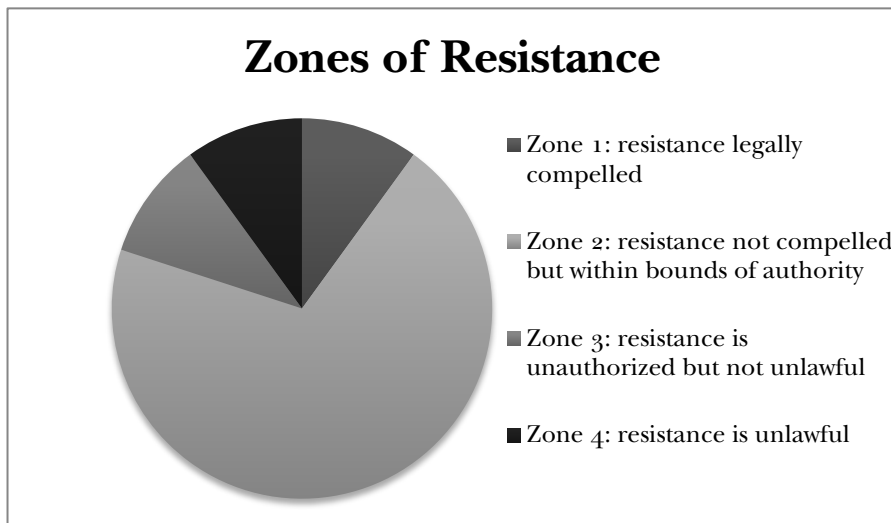 Zones of Resistance
Zone 1: resistance legally
compelled
Zone 2: resistance not compelled
but within bounds of authority
Zone 3: resistance is
unauthorized but not unlawful
Zone 4: resistance is unlawful